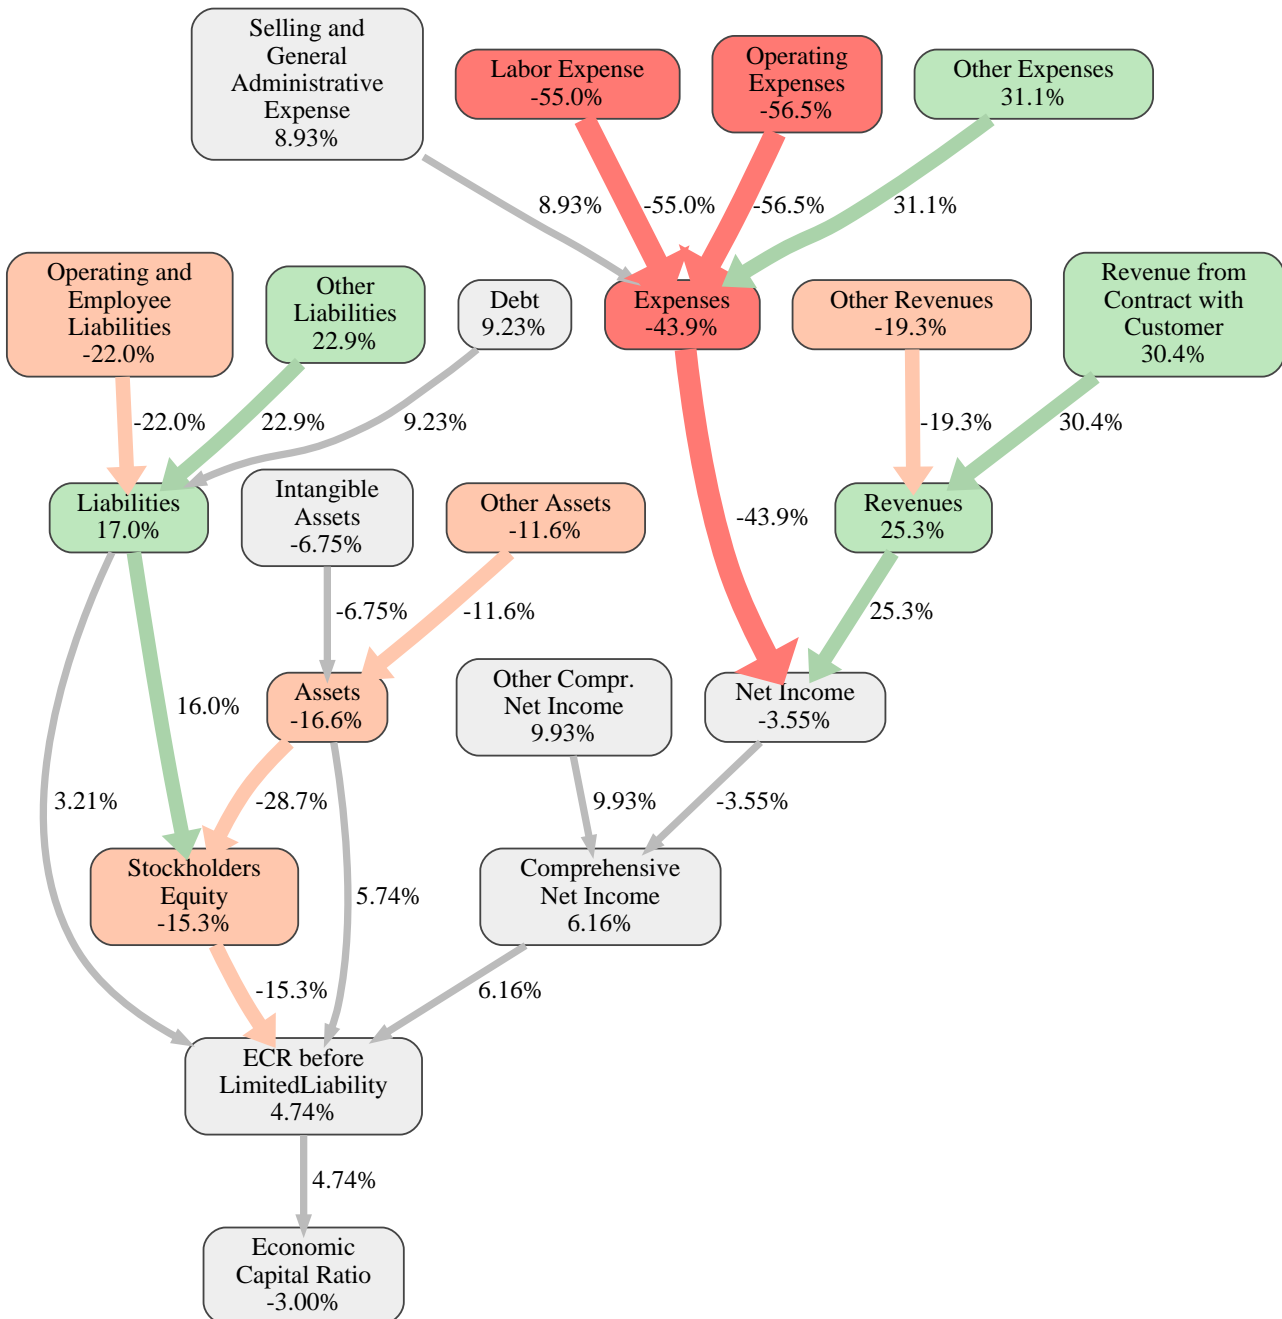 Selling and
General
Administrative
Expense
8.93%
Labor Expense
-55.0%
Operating
Expenses
-56.5%
Other Expenses
31.1%
8.93%
-55.0%
-56.5%
31.1%
Operating and
Employee
Liabilities
-22.0%
Other
Liabilities
22.9%
Debt
9.23%
Expenses
-43.9%
Other Revenues
-19.3%
Revenue from
Contract with
Customer
30.4%
-22.0%
22.9%
9.23%
-19.3%
30.4%
Liabilities
17.0%
Intangible
Assets
-6.75%
Other Assets
-11.6%
-43.9%
Revenues
25.3%
-6.75%
-11.6%
25.3%
16.0%
Assets
-16.6%
Other Compr.
Net Income
9.93%
Net Income
-3.55%
3.21%
-28.7%
9.93%
-3.55%
Stockholders
Equity
-15.3%
5.74%
Comprehensive
Net Income
6.16%
-15.3%
6.16%
ECR before
LimitedLiability
4.74%
4.74%
Economic
Capital Ratio
-3.00%